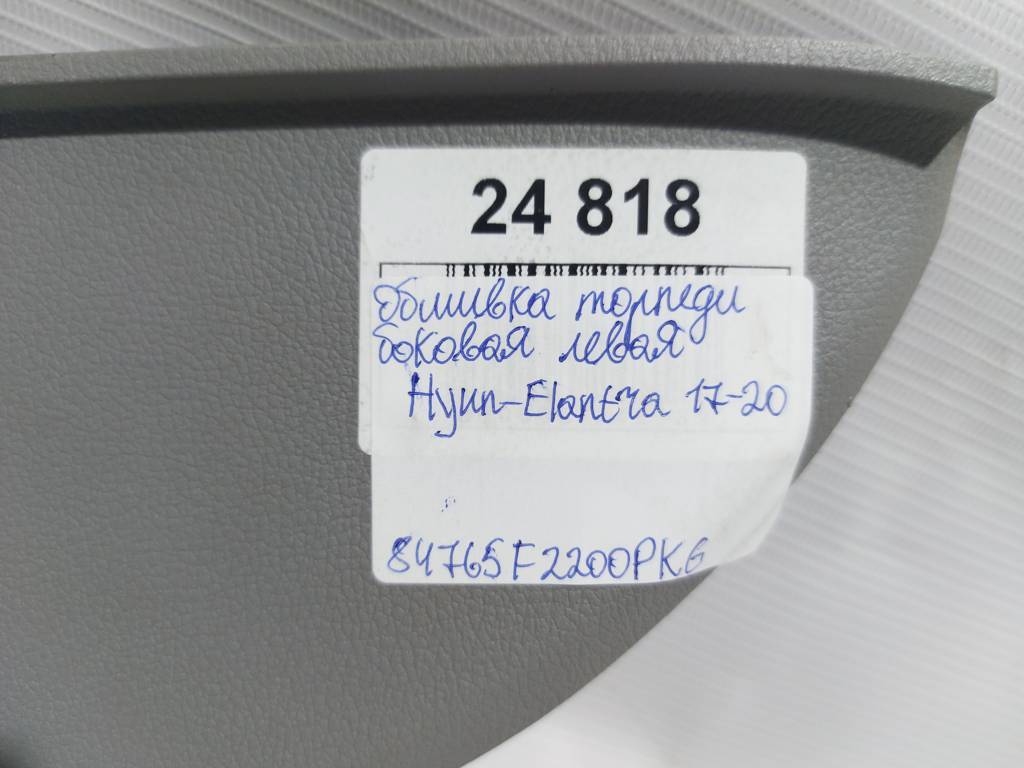 24 818
Обшивка торпеди
боковая левая
Hyun-Elantra 17-20
84765F2200PKG